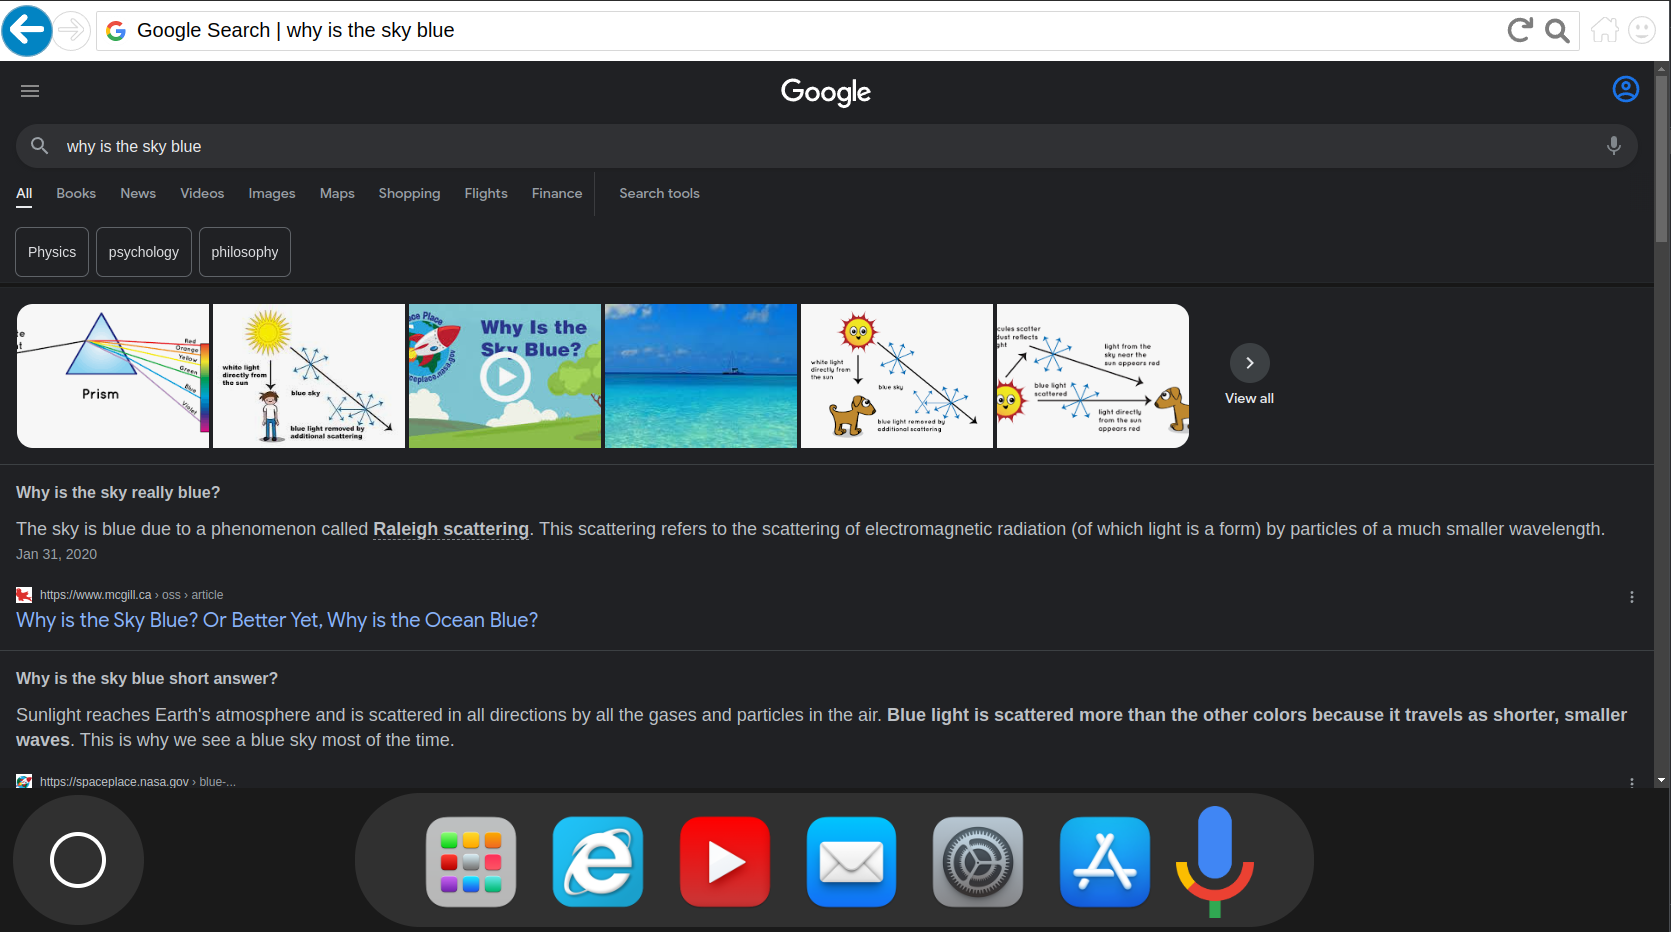 Google Search | why is the sky blue
Google
why is the sky blue
All Books News Videos Images Maps Shopping Flights Finance Search tools
Physics psychology philosophy
Prism
Red
Orange
Yellow
Green
Blue
Violet
white light
directly from
the sun
blue sky
blue light removed by
additional scattering
ce Place
Why Is the
Sky Blue?
spaceplace.nasa.gov
white light
directly from
the sun
blue sky
blue light removed by
additional scattering
cules scatter
dust reflects
ght
light from the
sky near the
sun appears red
blue light
scattered
light directly
from the sun
appears red
View all
Why is the sky really blue?
The sky is blue due to a phenomenon called Raleigh scattering. This scattering refers to the scattering of electromagnetic radiation (of which light is a form) by particles of a much smaller wavelength.
Jan 31, 2020
https://www.mcgill.ca › oss › article
Why is the Sky Blue? Or Better Yet, Why is the Ocean Blue?
Why is the sky blue short answer?
Sunlight reaches Earth's atmosphere and is scattered in all directions by all the gases and particles in the air. Blue light is scattered more than the other colors because it travels as shorter, smaller
waves. This is why we see a blue sky most of the time.
https://spaceplace.nasa.gov › blue-...